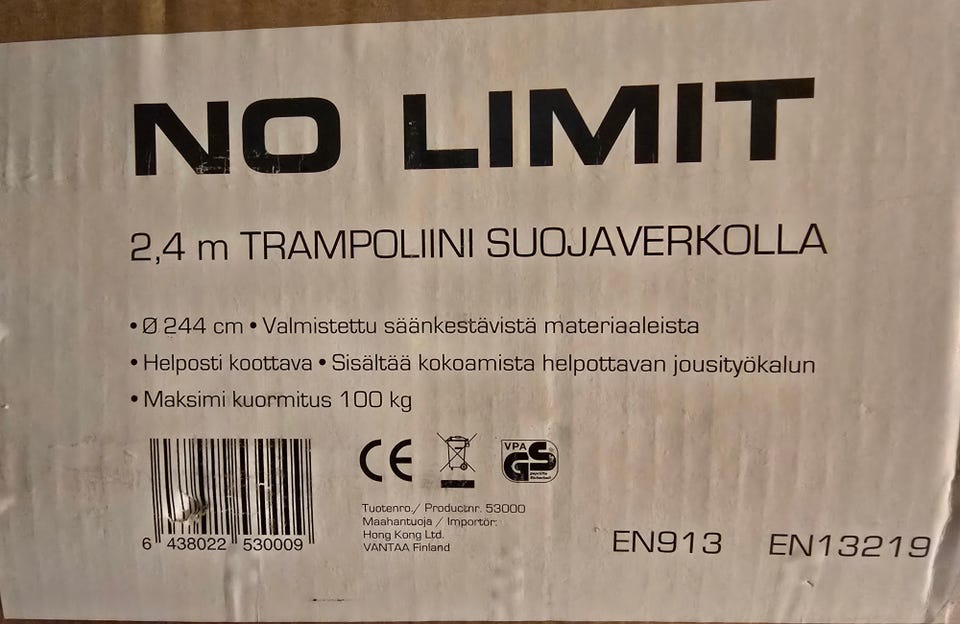 NO LIMIT
2,4 m TRAMPOLIINI SUOJAVERKOLLA
• Ø 244 cm • Valmistettu säänkestävistä materiaaleista
• Helposti koottava • Sisältää kokoamista helpottavan jousityökalun
• Maksimi kuormitus 100 kg
CE
VPA
GS
geprüfte
Sicherheit
Tuotenro./ Productnr. 53000
Maahantuoja / Importör:
Hong Kong Ltd.
VANTAA Finland
6 438022 530009
EN913 EN13219